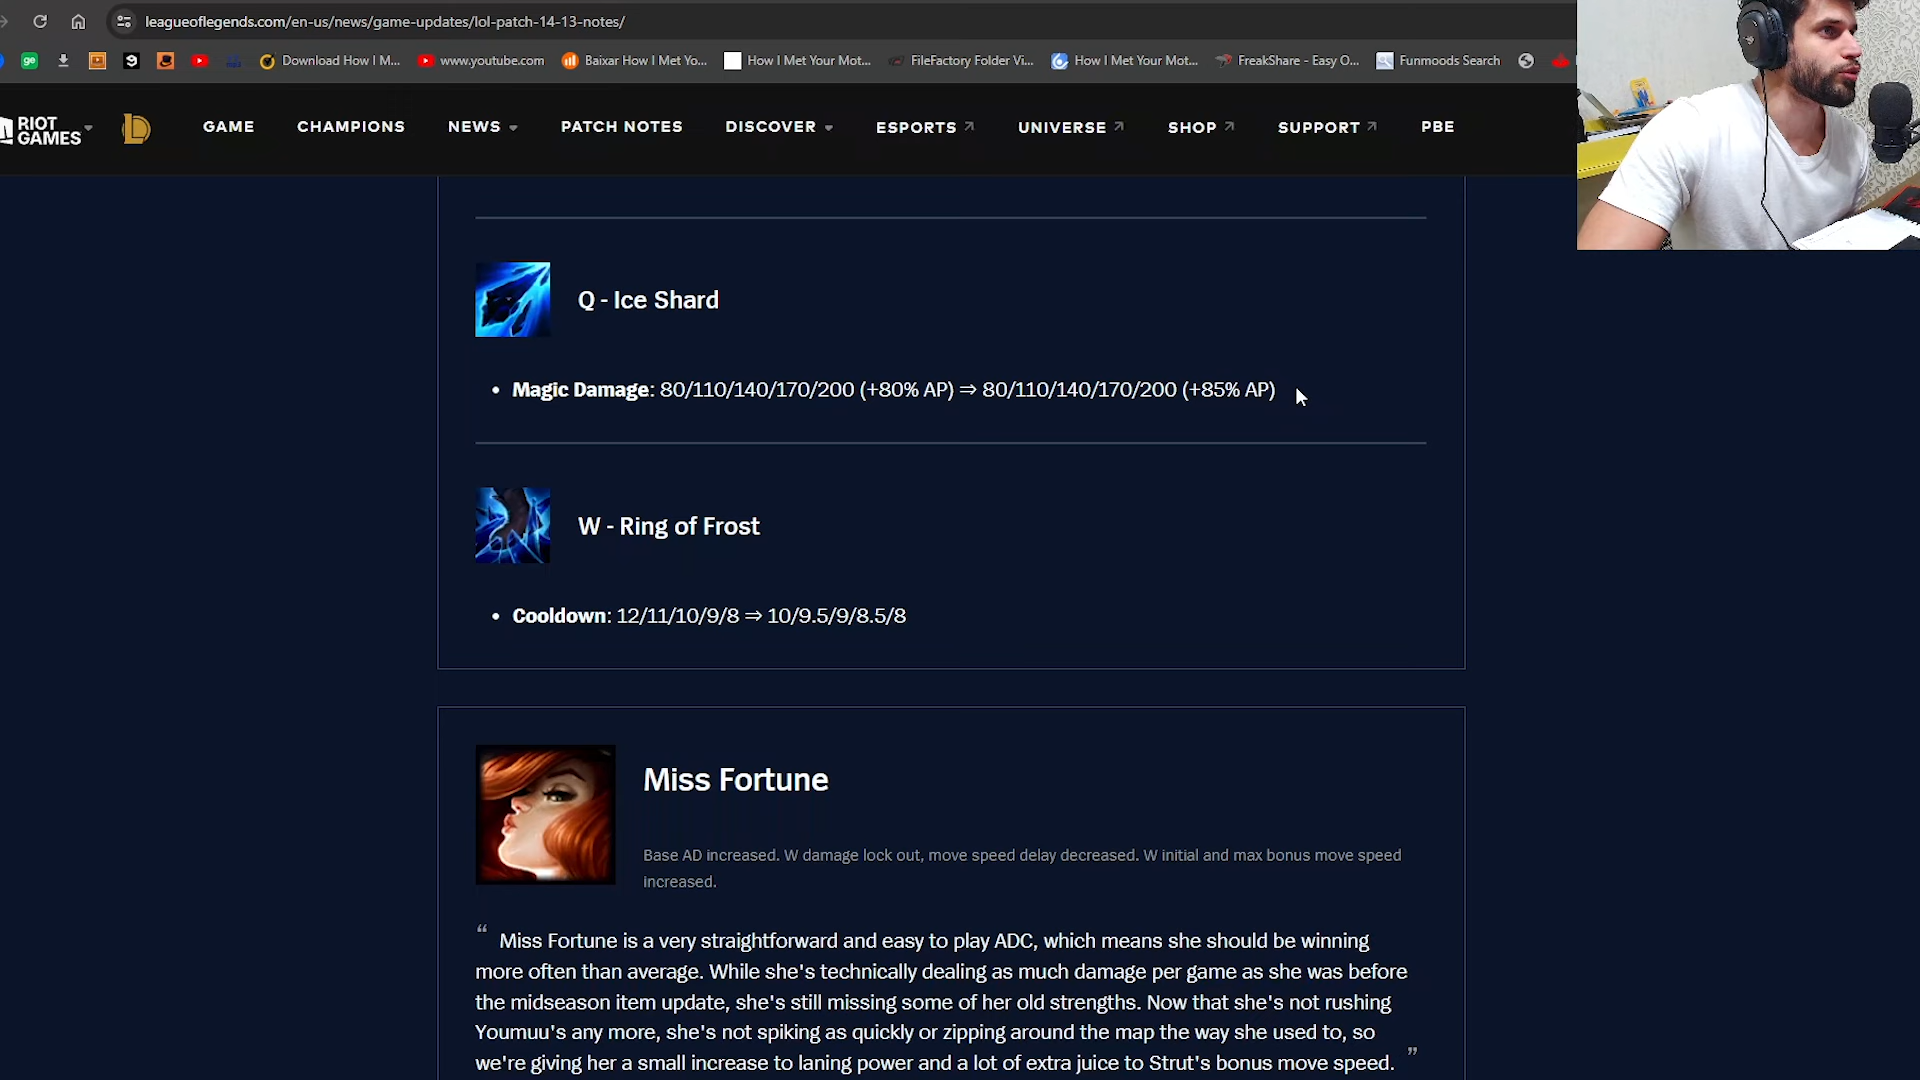 leagueoflegends.com/en-us/news/game-updates/lol-patch-14-13-notes/
ge
9
Download How I M...
www.youtube.com
Baixar How I Met Yo...
How I Met Your Mot...
FileFactory Folder Vi...
How I Met Your Mot...
FreakShare - Easy O...
Funmoods Search
RIOT GAMES
GAME
CHAMPIONS
NEWS
PATCH NOTES
DISCOVER
ESPORTS
UNIVERSE
SHOP
SUPPORT
PBE
Q - Ice Shard
• Magic Damage: 80/110/140/170/200 (+80% AP) ⇒ 80/110/140/170/200 (+85% AP)
W - Ring of Frost
• Cooldown: 12/11/10/9/8 ⇒ 10/9.5/9/8.5/8
Miss Fortune
Base AD increased. W damage lock out, move speed delay decreased. W initial and max bonus move speed
increased.
“ Miss Fortune is a very straightforward and easy to play ADC, which means she should be winning
more often than average. While she's technically dealing as much damage per game as she was before
the midseason item update, she's still missing some of her old strengths. Now that she's not rushing
Youmuu's any more, she's not spiking as quickly or zipping around the map the way she used to, so
we're giving her a small increase to laning power and a lot of extra juice to Strut's bonus move speed. ”